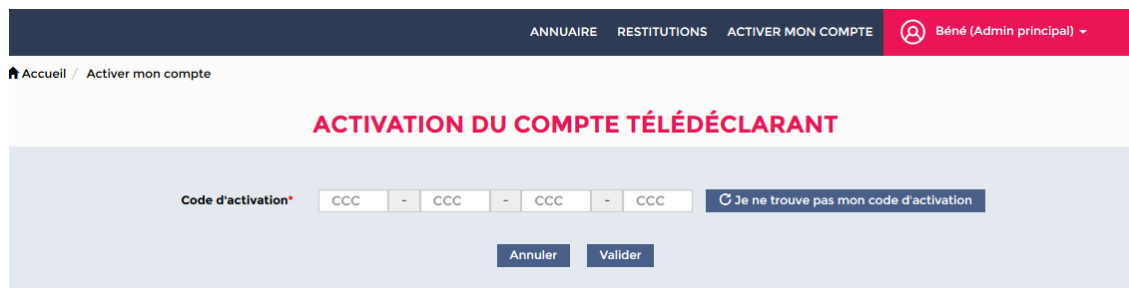 ANNUAIRE RESTITUTIONS ACTIVER MON COMPTE Béné (Admin principal)
Accueil / Activer mon compte
ACTIVATION DU COMPTE TÉLÉDÉCLARANT
Code d'activation* CCC - CCC - CCC - CCC Je ne trouve pas mon code d'activation
Annuler Valider